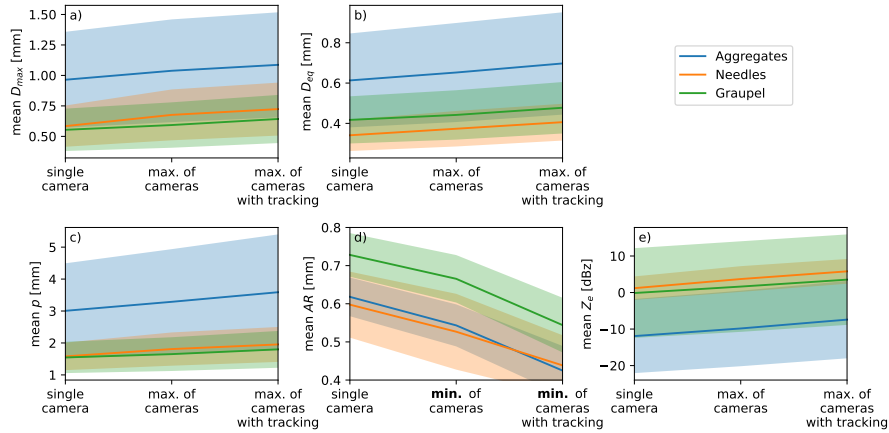 a)
mean Dmax [mm]
1.50
1.25
1.00
0.75
0.50
single
camera
max. of
cameras
max. of
cameras
with tracking
b)
mean Deq [mm]
0.8
0.6
0.4
single
camera
max. of
cameras
max. of
cameras
with tracking
Aggregates
Needles
Graupel
c)
mean p [mm]
5
4
3
2
1
single
camera
max. of
cameras
max. of
cameras
with tracking
d)
mean AR [mm]
0.8
0.7
0.6
0.5
0.4
single
camera
min. of
cameras
min. of
cameras
with tracking
e)
mean Ze [dBz]
10
0
−10
−20
single
camera
max. of
cameras
max. of
cameras
with tracking